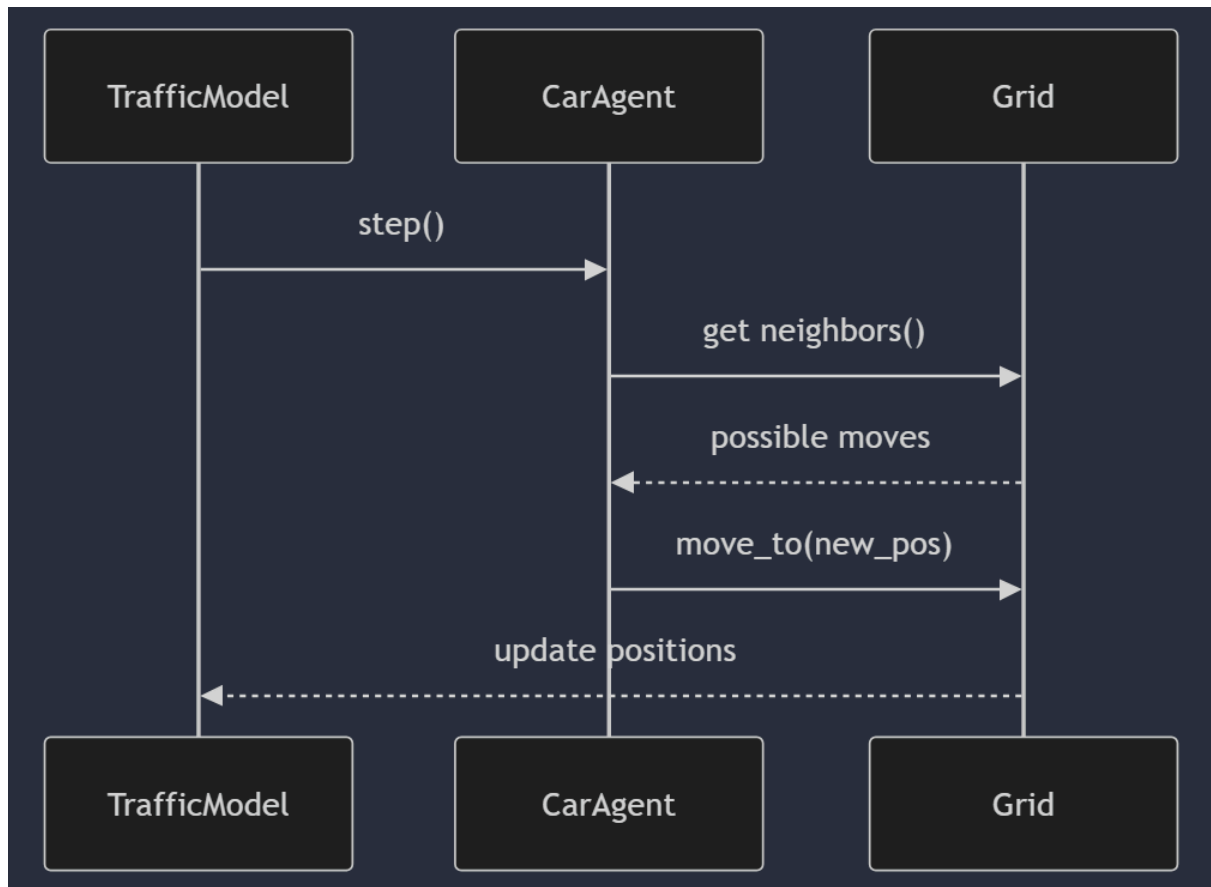 TrafficModel
CarAgent
Grid
step()
get neighbors()
possible moves
move_to(new_pos)
update positions
TrafficModel
CarAgent
Grid